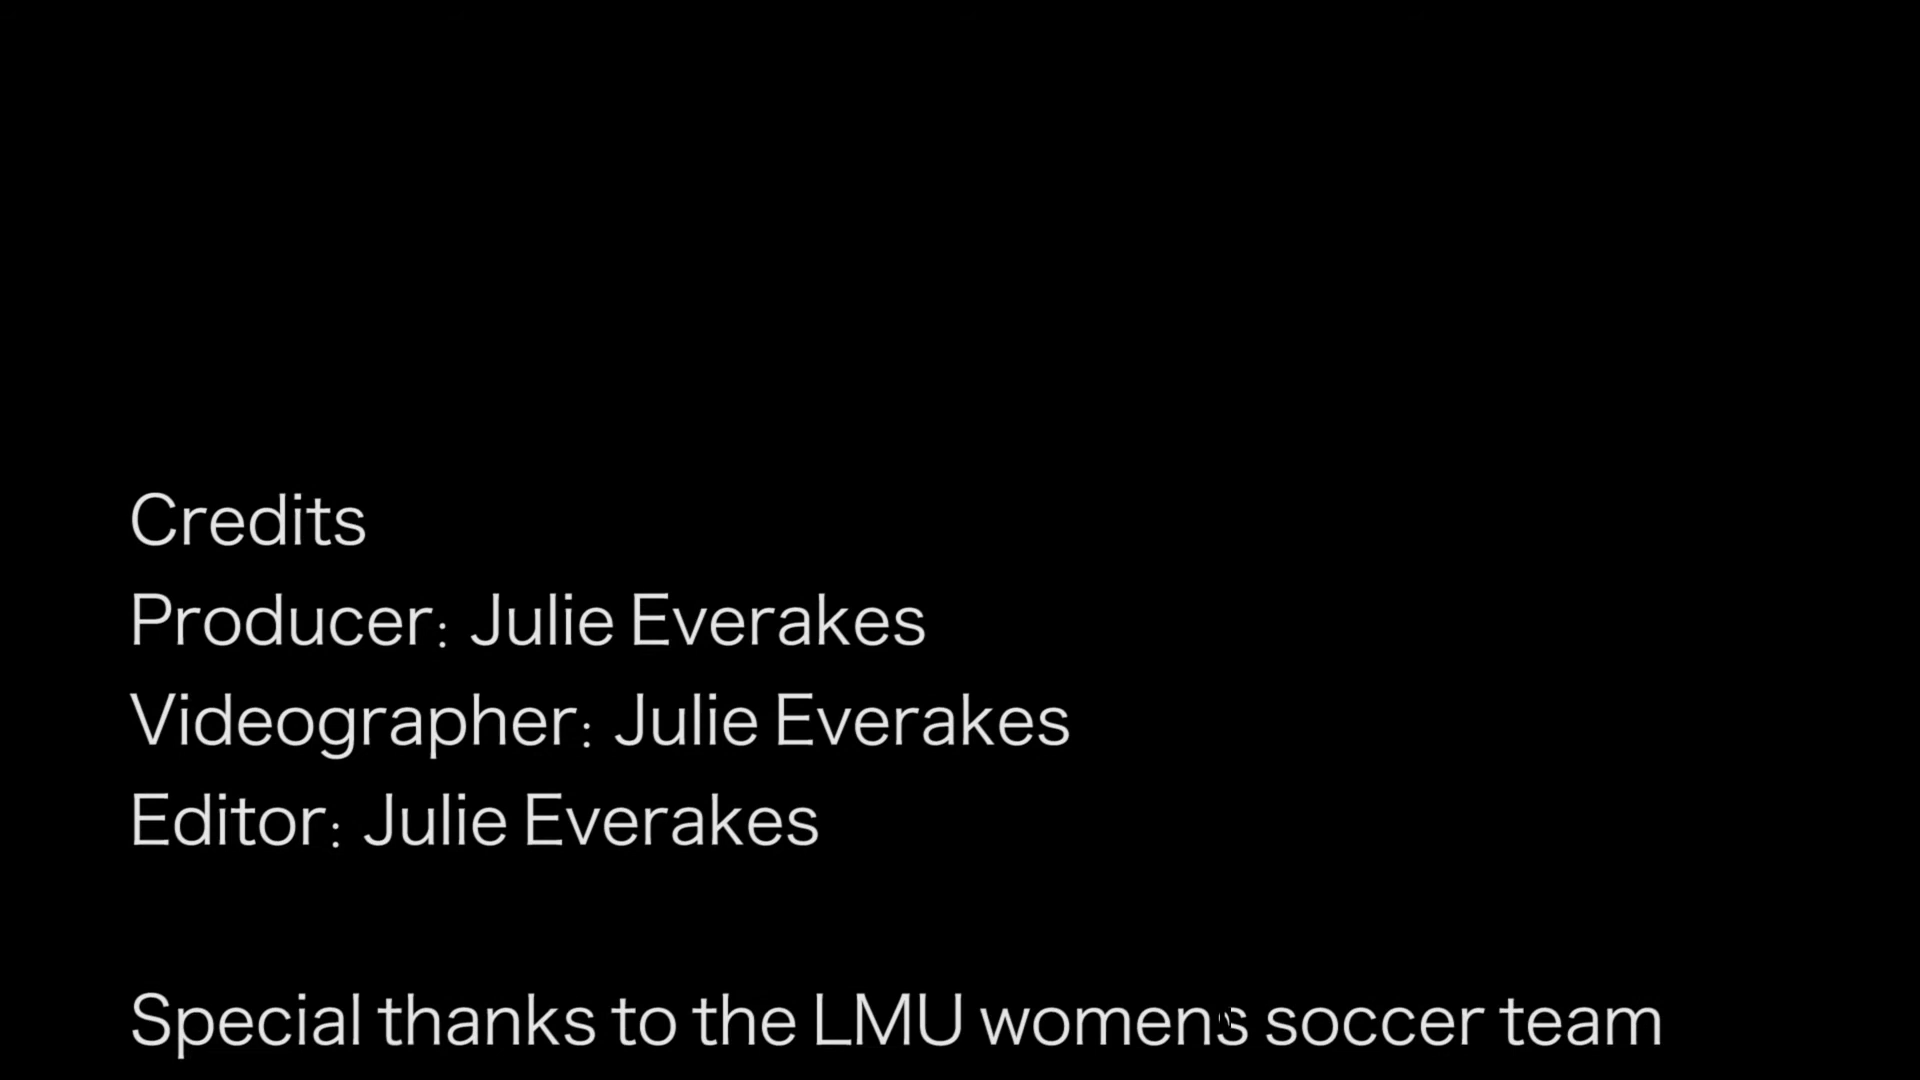 Credits
Producer: Julie Everakes
Videographer: Julie Everakes
Editor: Julie Everakes
Special thanks to the LMU womens soccer team